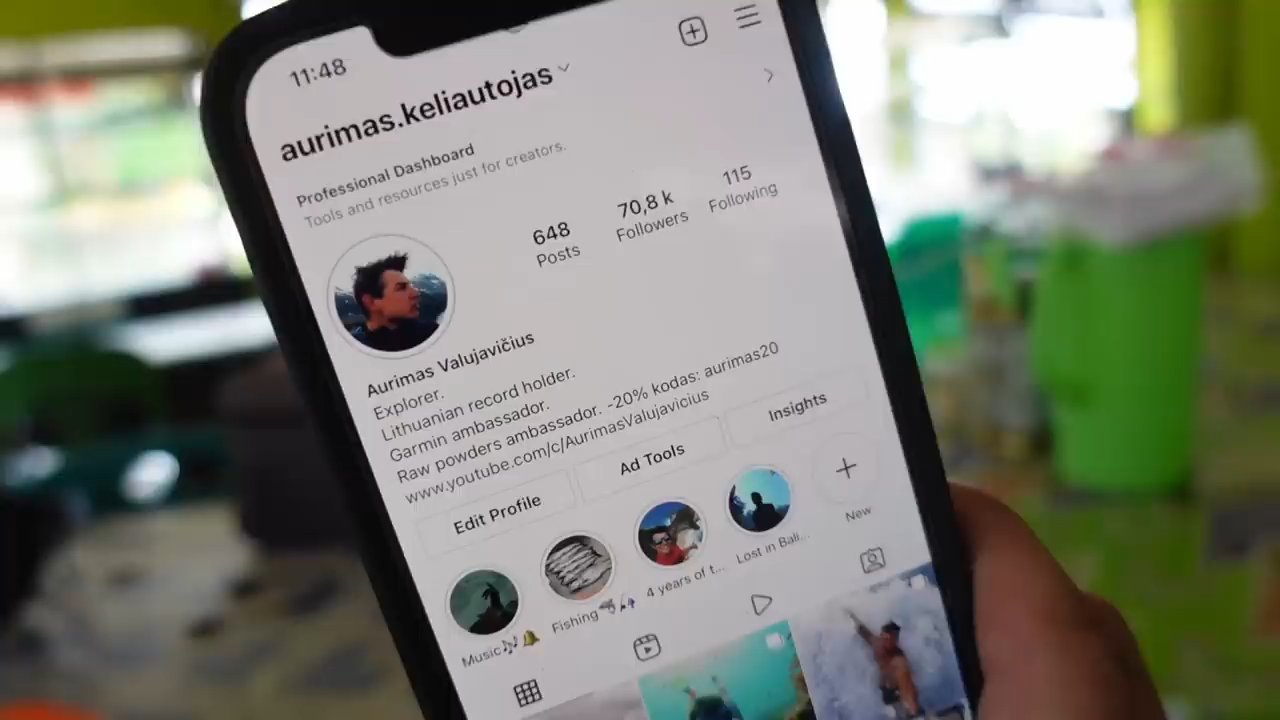 11:48
aurimas.keliautojas
Professional Dashboard
Tools and resources just for creators.
648
Posts
70,8 k
Followers
115
Following
Aurimas Valujavičius
Explorer.
Lithuanian record holder.
Garmin ambassador.
Raw powders ambassador. -20% kodas: aurimas20
www.youtube.com/c/AurimasValujavicius
Edit Profile
Ad Tools
Insights
Music🎶🔔
Fishing🦈🎣
4 years of t...
Lost in Bali...
New